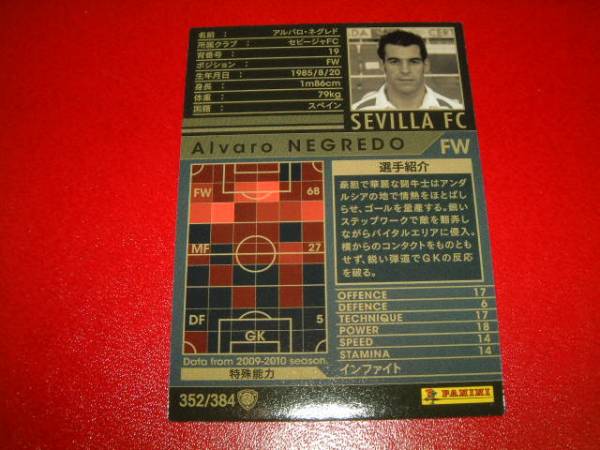 名前 : アルバロ・ネグレド
所属クラブ : セビージャFC
背番号 : 19
ポジション : FW
生年月日 : 1985/8/20
身長 : 1m86cm
体重 : 79kg
国籍 : スペイン
SEVILLA FC
Alvaro NEGREDO FW
FW 68
MF 27
DF 5
GK
Data from 2009-2010 season.
選手紹介
豪胆で華麗な闘牛士はアンダ
ルシアの地で情熱をほとばし
らせ、ゴールを量産する。鋭い
ステップワークで敵を翻弄し
ながらバイタルエリアに侵入。
横からのコンタクトをものとも
せず、鋭い弾道でGKの反応
を破る。
OFFENCE 17
DEFENCE 6
TECHNIQUE 17
POWER 18
SPEED 14
STAMINA 14
特殊能力 インファイト
352/384
PANINI